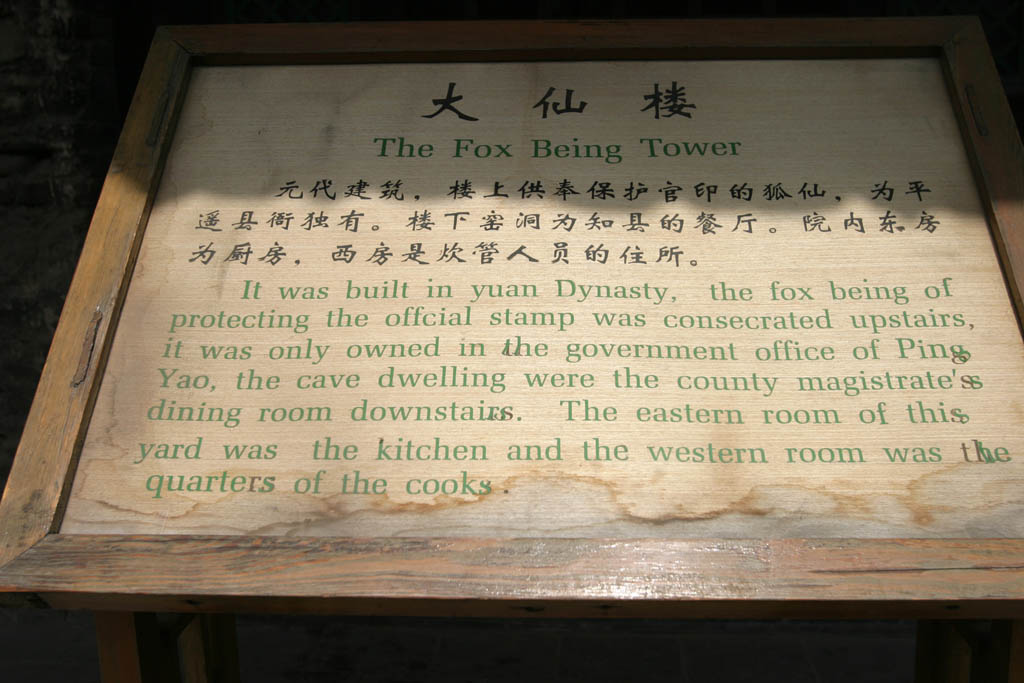 大仙楼
The Fox Being Tower
元代建筑，楼上供奉保护官印的狐仙，为平
遥县衙独有。楼下窑洞为知县的餐厅。院内东房
为厨房，西房是炊管人员的住所。
It was built in yuan Dynasty, the fox being of
protecting the offcial stamp was consecrated upstairs,
it was only owned in the government office of Ping
Yao, the cave dwelling were the county magistrate's
dining room downstairs. The eastern room of this
yard was the kitchen and the western room was the
quarters of the cooks.